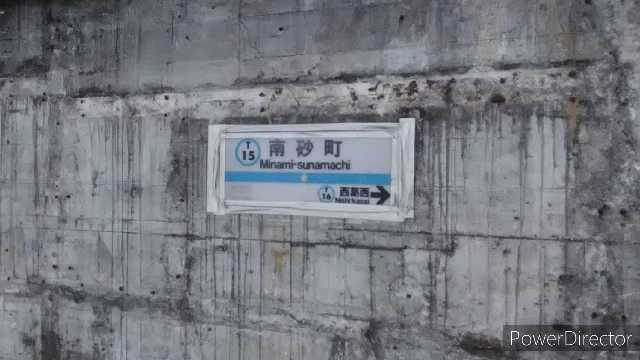 T
15
南砂町
Minami-sunamachi
T
16
西葛西
Nishi-kasai
PowerDirector